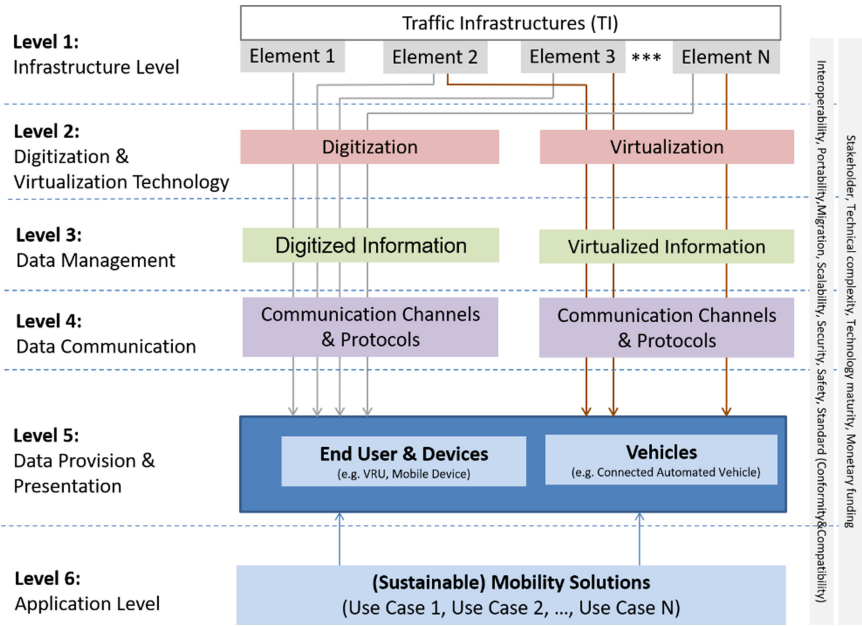 Traffic Infrastructures (TI)
Level 1:
Infrastructure Level
Element 1
Element 2
Element 3
***
Element N
Level 2:
Digitization &
Virtualization Technology
Digitization
Virtualization
Level 3:
Data Management
Digitized Information
Virtualized Information
Level 4:
Data Communication
Communication Channels
& Protocols
Communication Channels
& Protocols
Level 5:
Data Provision &
Presentation
End User & Devices
(e.g. VRU, Mobile Device)
Vehicles
(e.g. Connected Automated Vehicle)
Level 6:
Application Level
(Sustainable) Mobility Solutions
(Use Case 1, Use Case 2, ..., Use Case N)
Interoperability, Portability,Migration, Scalability, Security, Safety, Standard (Conformity&Compatibility)
Stakeholder, Technical complexity, Technology maturity, Monetary funding